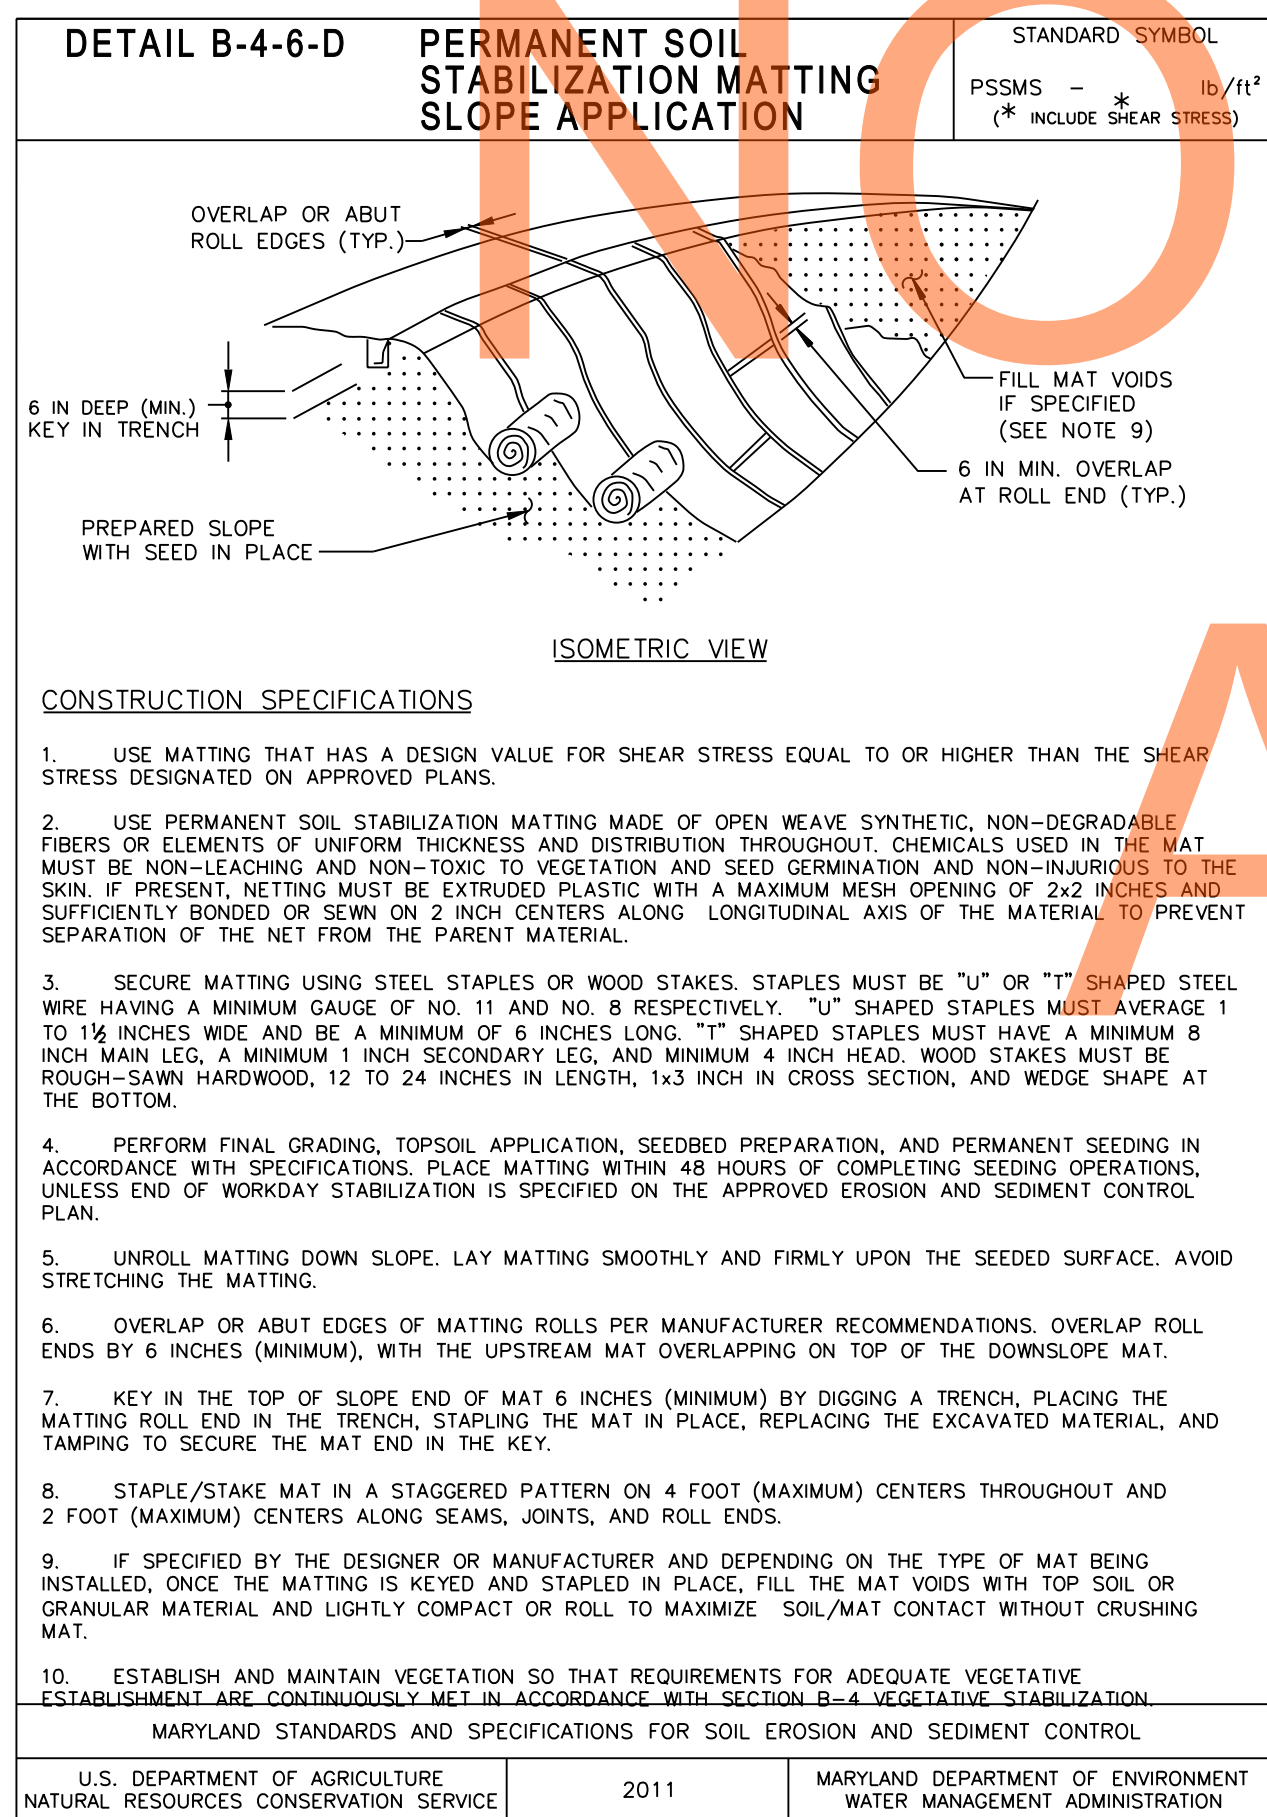 DETAIL B-4-6-D
PERMANENT SOIL
STABILIZATION MATTING
SLOPE APPLICATION
STANDARD SYMBOL
PSSMS - * lb/ft²
(* INCLUDE SHEAR STRESS)
OVERLAP OR ABUT
ROLL EDGES (TYP.)
6 IN DEEP (MIN.)
KEY IN TRENCH
PREPARED SLOPE
WITH SEED IN PLACE
FILL MAT VOIDS
IF SPECIFIED
(SEE NOTE 9)
6 IN MIN. OVERLAP
AT ROLL END (TYP.)
ISOMETRIC VIEW
CONSTRUCTION SPECIFICATIONS
1. USE MATTING THAT HAS A DESIGN VALUE FOR SHEAR STRESS EQUAL TO OR HIGHER THAN THE SHEAR
STRESS DESIGNATED ON APPROVED PLANS.
2. USE PERMANENT SOIL STABILIZATION MATTING MADE OF OPEN WEAVE SYNTHETIC, NON-DEGRADABLE
FIBERS OR ELEMENTS OF UNIFORM THICKNESS AND DISTRIBUTION THROUGHOUT. CHEMICALS USED IN THE MAT
MUST BE NON-LEACHING AND NON-TOXIC TO VEGETATION AND SEED GERMINATION AND NON-INJURIOUS TO THE
SKIN. IF PRESENT, NETTING MUST BE EXTRUDED PLASTIC WITH A MAXIMUM MESH OPENING OF 2x2 INCHES AND
SUFFICIENTLY BONDED OR SEWN ON 2 INCH CENTERS ALONG LONGITUDINAL AXIS OF THE MATERIAL TO PREVENT
SEPARATION OF THE NET FROM THE PARENT MATERIAL.
3. SECURE MATTING USING STEEL STAPLES OR WOOD STAKES. STAPLES MUST BE "U" OR "T" SHAPED STEEL
WIRE HAVING A MINIMUM GAUGE OF NO. 11 AND NO. 8 RESPECTIVELY. "U" SHAPED STAPLES MUST AVERAGE 1
TO 1½ INCHES WIDE AND BE A MINIMUM OF 6 INCHES LONG. "T" SHAPED STAPLES MUST HAVE A MINIMUM 8
INCH MAIN LEG, A MINIMUM 1 INCH SECONDARY LEG, AND MINIMUM 4 INCH HEAD. WOOD STAKES MUST BE
ROUGH-SAWN HARDWOOD, 12 TO 24 INCHES IN LENGTH, 1x3 INCH IN CROSS SECTION, AND WEDGE SHAPE AT
THE BOTTOM.
4. PERFORM FINAL GRADING, TOPSOIL APPLICATION, SEEDBED PREPARATION, AND PERMANENT SEEDING IN
ACCORDANCE WITH SPECIFICATIONS. PLACE MATTING WITHIN 48 HOURS OF COMPLETING SEEDING OPERATIONS,
UNLESS END OF WORKDAY STABILIZATION IS SPECIFIED ON THE APPROVED EROSION AND SEDIMENT CONTROL
PLAN.
5. UNROLL MATTING DOWN SLOPE. LAY MATTING SMOOTHLY AND FIRMLY UPON THE SEEDED SURFACE. AVOID
STRETCHING THE MATTING.
6. OVERLAP OR ABUT EDGES OF MATTING ROLLS PER MANUFACTURER RECOMMENDATIONS. OVERLAP ROLL
ENDS BY 6 INCHES (MINIMUM), WITH THE UPSTREAM MAT OVERLAPPING ON TOP OF THE DOWNSLOPE MAT.
7. KEY IN THE TOP OF SLOPE END OF MAT 6 INCHES (MINIMUM) BY DIGGING A TRENCH, PLACING THE
MATTING ROLL END IN THE TRENCH, STAPLING THE MAT IN PLACE, REPLACING THE EXCAVATED MATERIAL, AND
TAMPING TO SECURE THE MAT END IN THE KEY.
8. STAPLE/STAKE MAT IN A STAGGERED PATTERN ON 4 FOOT (MAXIMUM) CENTERS THROUGHOUT AND
2 FOOT (MAXIMUM) CENTERS ALONG SEAMS, JOINTS, AND ROLL ENDS.
9. IF SPECIFIED BY THE DESIGNER OR MANUFACTURER AND DEPENDING ON THE TYPE OF MAT BEING
INSTALLED, ONCE THE MATTING IS KEYED AND STAPLED IN PLACE, FILL THE MAT VOIDS WITH TOP SOIL OR
GRANULAR MATERIAL AND LIGHTLY COMPACT OR ROLL TO MAXIMIZE SOIL/MAT CONTACT WITHOUT CRUSHING
MAT.
10. ESTABLISH AND MAINTAIN VEGETATION SO THAT REQUIREMENTS FOR ADEQUATE VEGETATIVE
ESTABLISHMENT ARE CONTINUOUSLY MET IN ACCORDANCE WITH SECTION B-4 VEGETATIVE STABILIZATION.
MARYLAND STANDARDS AND SPECIFICATIONS FOR SOIL EROSION AND SEDIMENT CONTROL
U.S. DEPARTMENT OF AGRICULTURE
NATURAL RESOURCES CONSERVATION SERVICE
2011
MARYLAND DEPARTMENT OF ENVIRONMENT
WATER MANAGEMENT ADMINISTRATION
NO
A